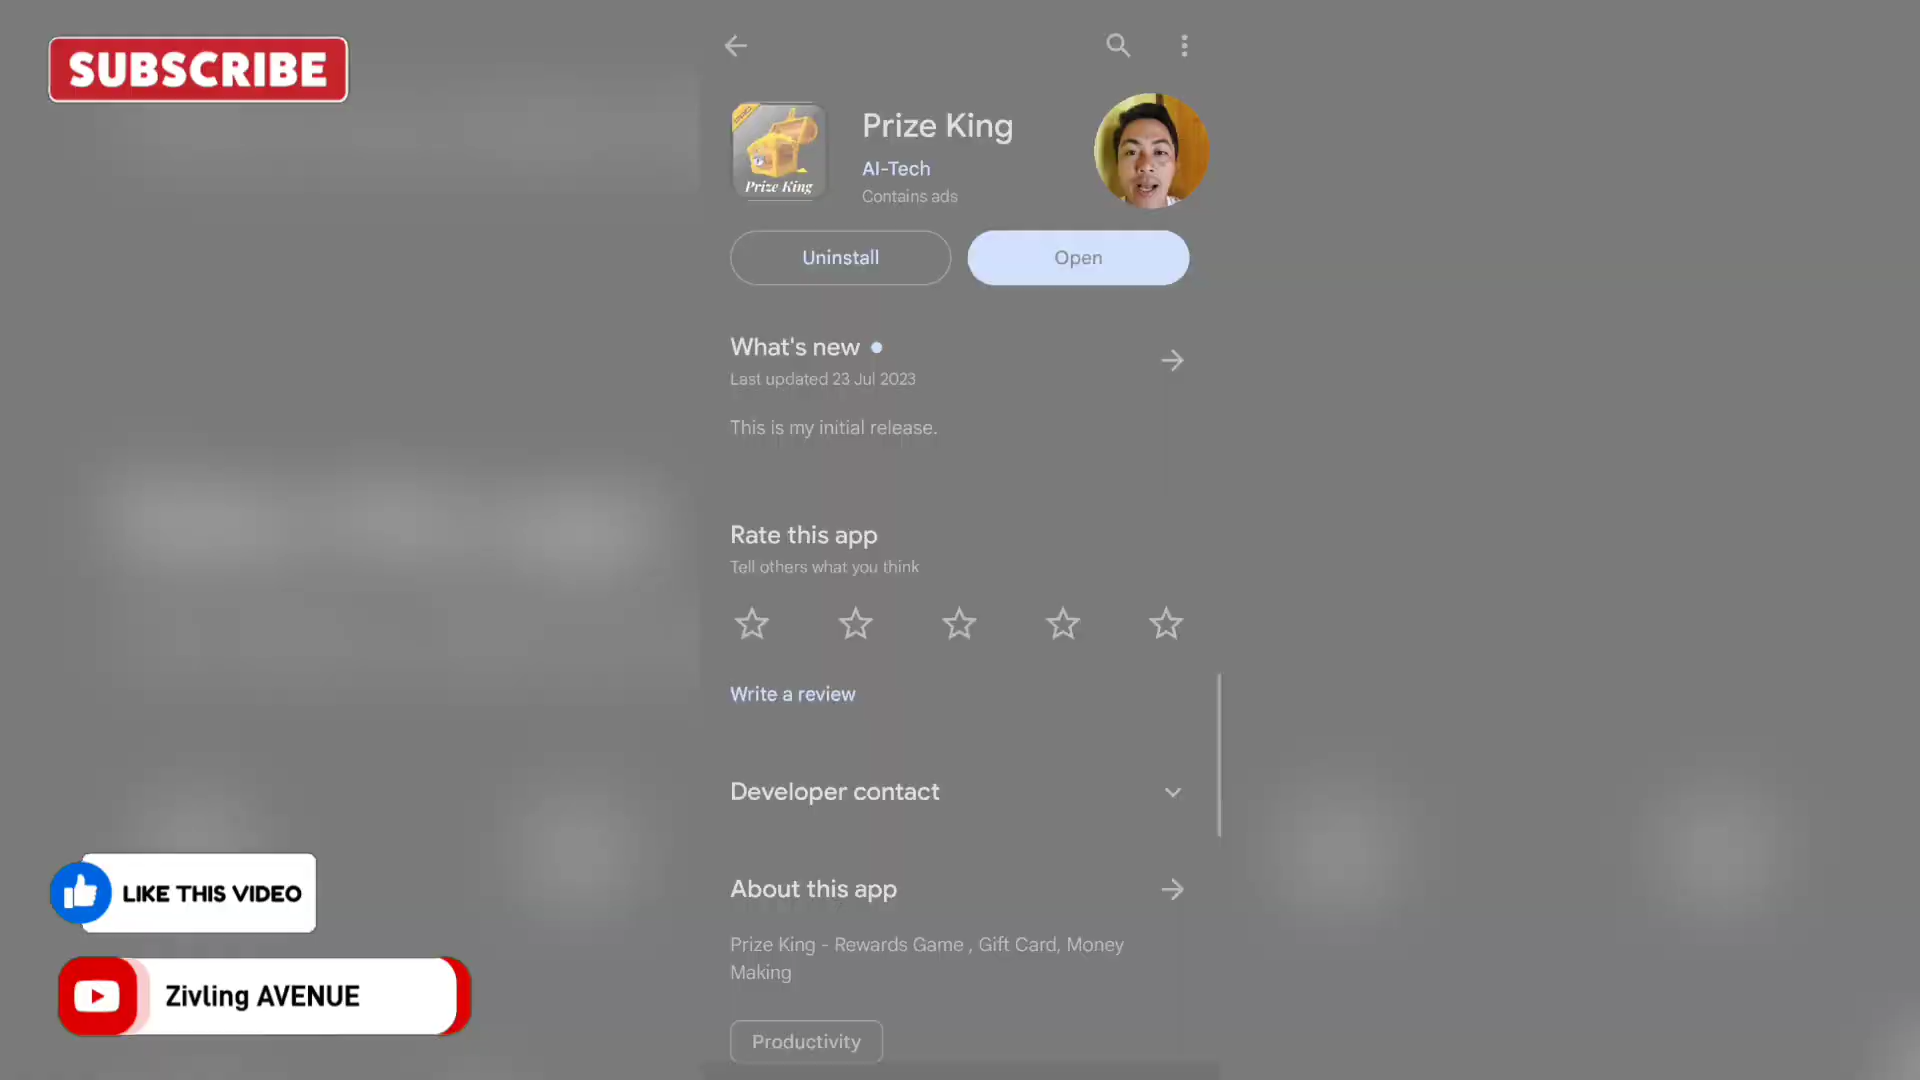 SUBSCRIBE
Prize King
AI-Tech
Contains ads
Prize King
Uninstall
Open
What's new
Last updated 23 Jul 2023
This is my initial release.
Rate this app
Tell others what you think
Write a review
Developer contact
About this app
Prize King - Rewards Game , Gift Card, Money
Making
Productivity
LIKE THIS VIDEO
Zivling AVENUE